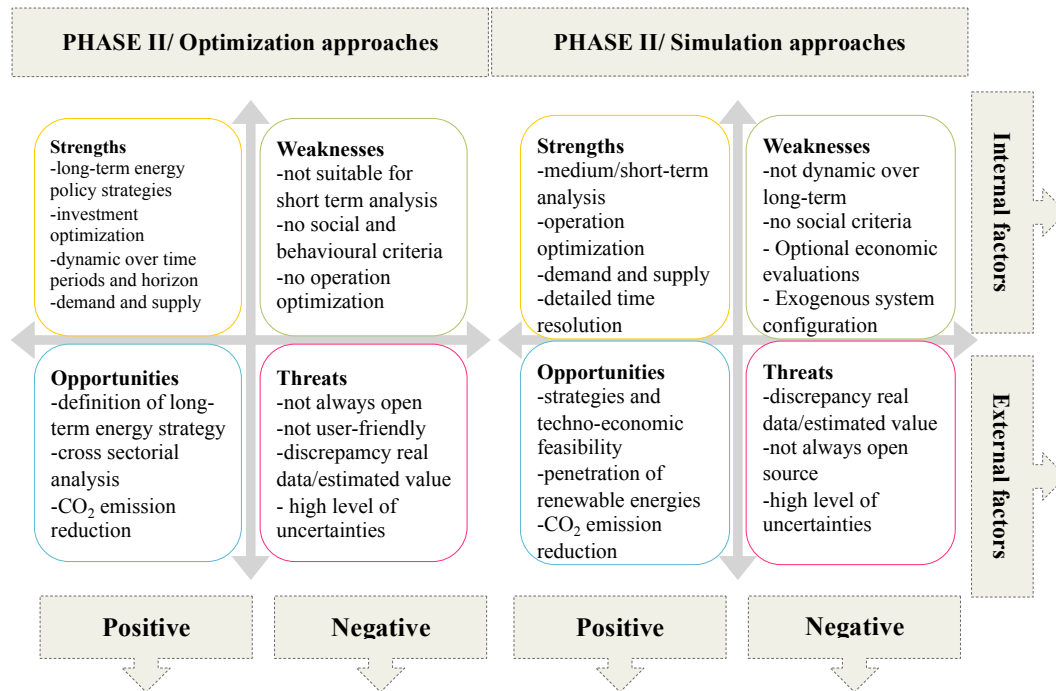 PHASE II/ Optimization approaches
PHASE II/ Simulation approaches
Strengths
-long-term energy
policy strategies
-investment
optimization
-dynamic over time
periods and horizon
-demand and supply
Weaknesses
-not suitable for
short term analysis
-no social and
behavioural criteria
-no operation
optimization
Strengths
-medium/short-term
analysis
-operation
optimization
-demand and supply
-detailed time
resolution
Weaknesses
-not dynamic over
long-term
-no social criteria
- Optional economic
evaluations
- Exogenous system
configuration
Internal factors
Opportunities
-definition of long-
term energy strategy
-cross sectorial
analysis
-CO₂ emission
reduction
Threats
-not always open
-not user-friendly
-discrepamcy real
data/estimated value
- high level of
uncertainties
Opportunities
-strategies and
techno-economic
feasibility
-penetration of
renewable energies
-CO₂ emission
reduction
Threats
-discrepancy real
data/estimated value
-not always open
source
-high level of
uncertainties
External factors
Positive
Negative
Positive
Negative